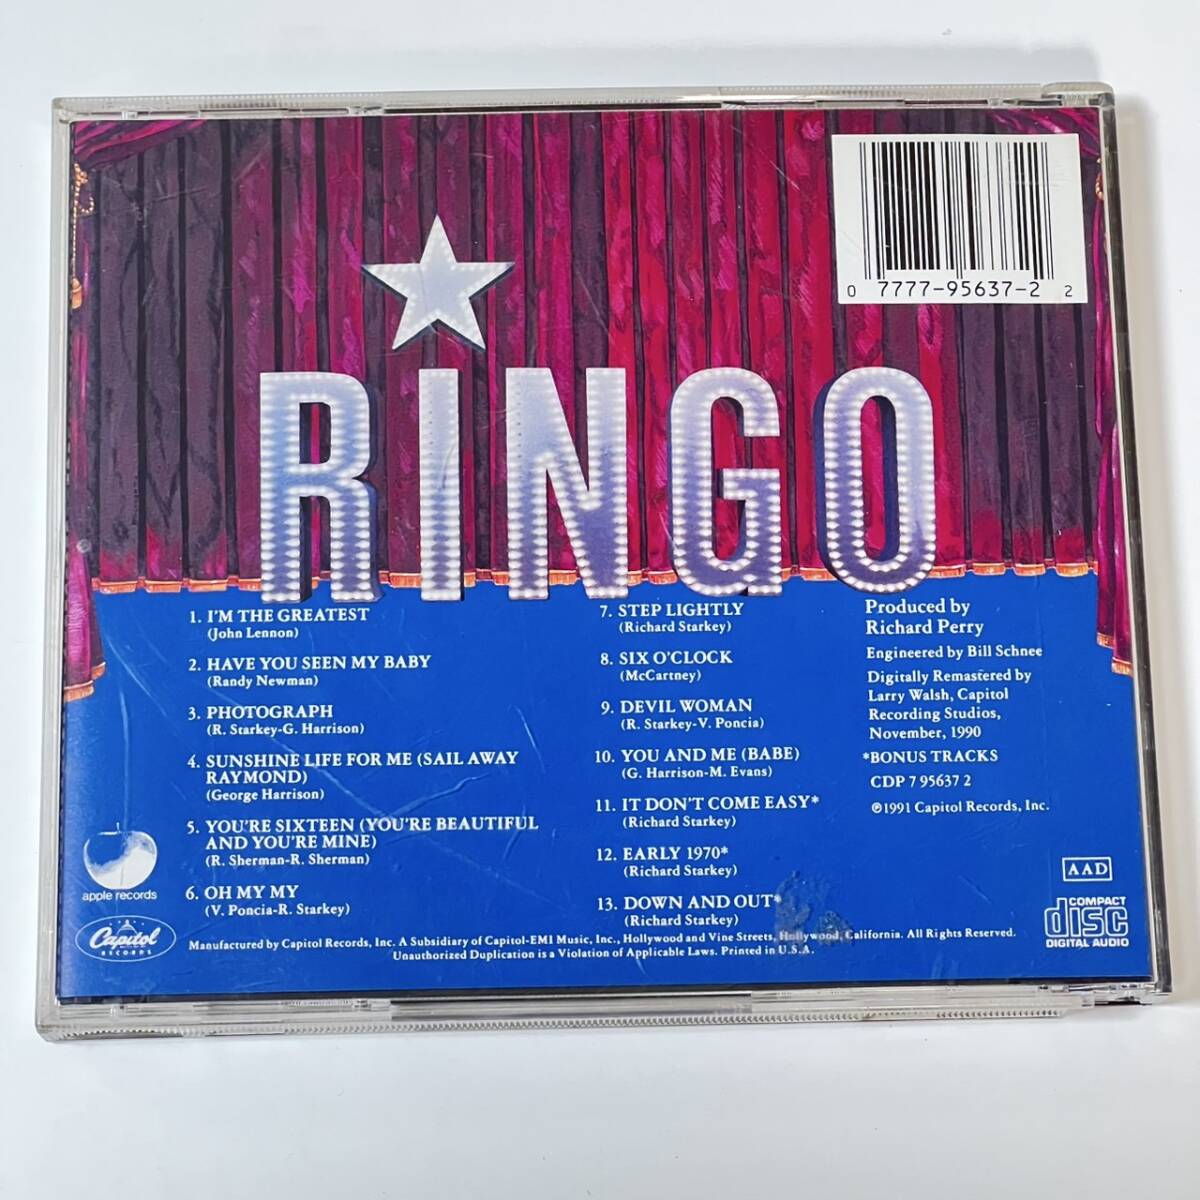 0 7777-95637-2 2
RINGO
1. I'M THE GREATEST
(John Lennon)
2. HAVE YOU SEEN MY BABY
(Randy Newman)
3. PHOTOGRAPH
(R. Starkey-G. Harrison)
4. SUNSHINE LIFE FOR ME (SAIL AWAY
RAYMOND)
(George Harrison)
5. YOU'RE SIXTEEN (YOU'RE BEAUTIFUL
AND YOU'RE MINE)
(R. Sherman-R. Sherman)
6. OH MY MY
(V. Poncia-R. Starkey)
7. STEP LIGHTLY
(Richard Starkey)
8. SIX O'CLOCK
(McCartney)
9. DEVIL WOMAN
(R. Starkey-V. Poncia)
10. YOU AND ME (BABE)
(G. Harrison-M. Evans)
11. IT DON'T COME EASY*
(Richard Starkey)
12. EARLY 1970*
(Richard Starkey)
13. DOWN AND OUT*
(Richard Starkey)
Produced by
Richard Perry
Engineered by Bill Schnee
Digitally Remastered by
Larry Walsh, Capitol
Recording Studios,
November, 1990
*BONUS TRACKS
CDP 7 95637 2
℗1991 Capitol Records, Inc.
apple records
Capitol
RECORDS
AAD
COMPACT
disc
DIGITAL AUDIO
Manufactured by Capitol Records, Inc. A Subsidiary of Capitol-EMI Music, Inc., Hollywood and Vine Streets, Hollywood, California. All Rights Reserved.
Unauthorized Duplication is a Violation of Applicable Laws. Printed in U.S.A.